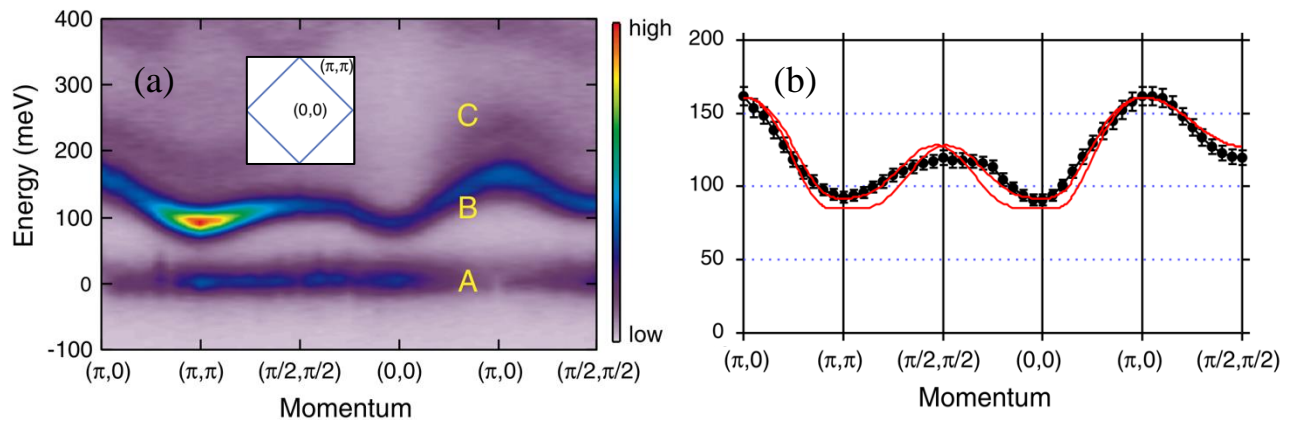 400
300
200
100
0
-100
Energy (meV)
(a)
(π,π)
(0,0)
C
B
A
high
low
(π,0) (π,π) (π/2,π/2) (0,0) (π,0) (π/2,π/2)
Momentum
200
150
100
50
0
(b)
(π,0) (π,π) (π/2,π/2) (0,0) (π,0) (π/2,π/2)
Momentum